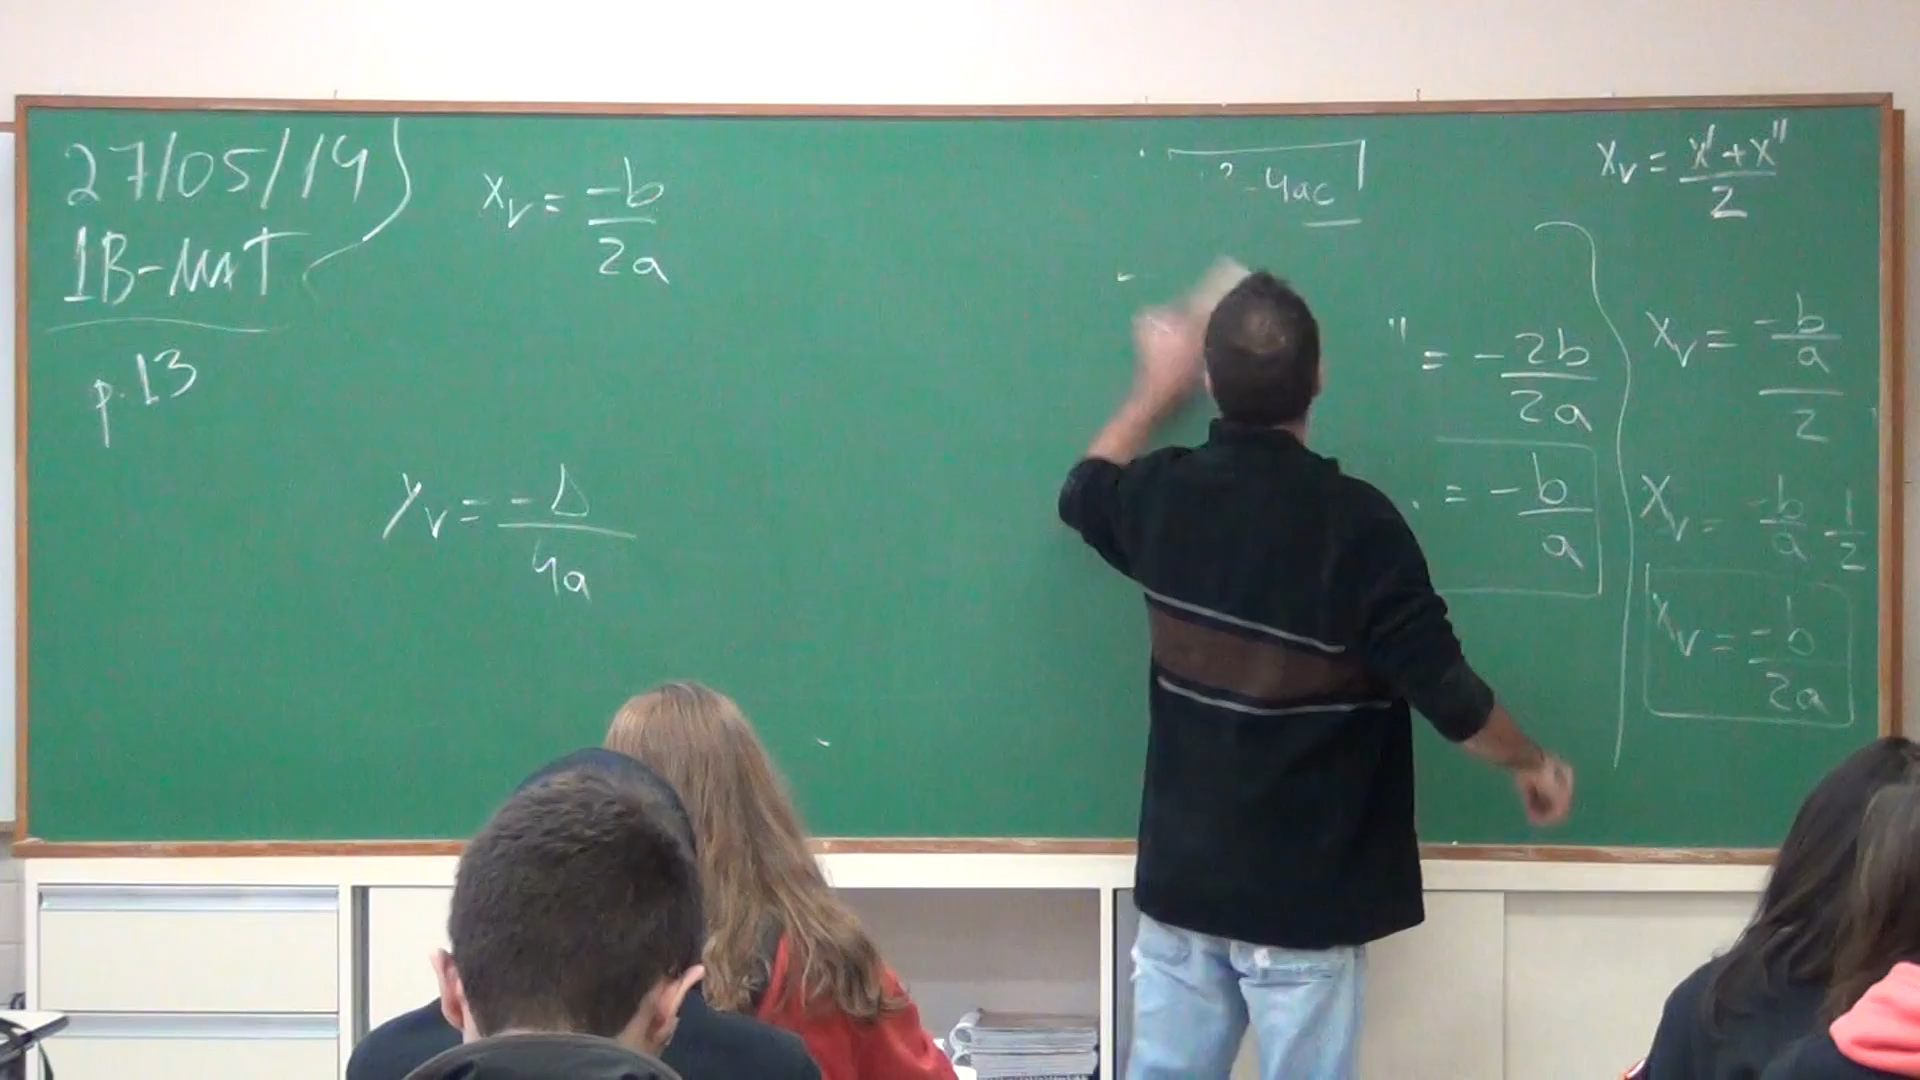 27/05/19
1B-MAT
p.13
xᵥ = -b/2a
yᵥ = -Δ/4a
²-4ac
" = -2b/2a
= -b/a
xᵥ = x'+x"/2
xᵥ = -b/a/2
xᵥ = -b/a · 1/2
xᵥ = -b/2a